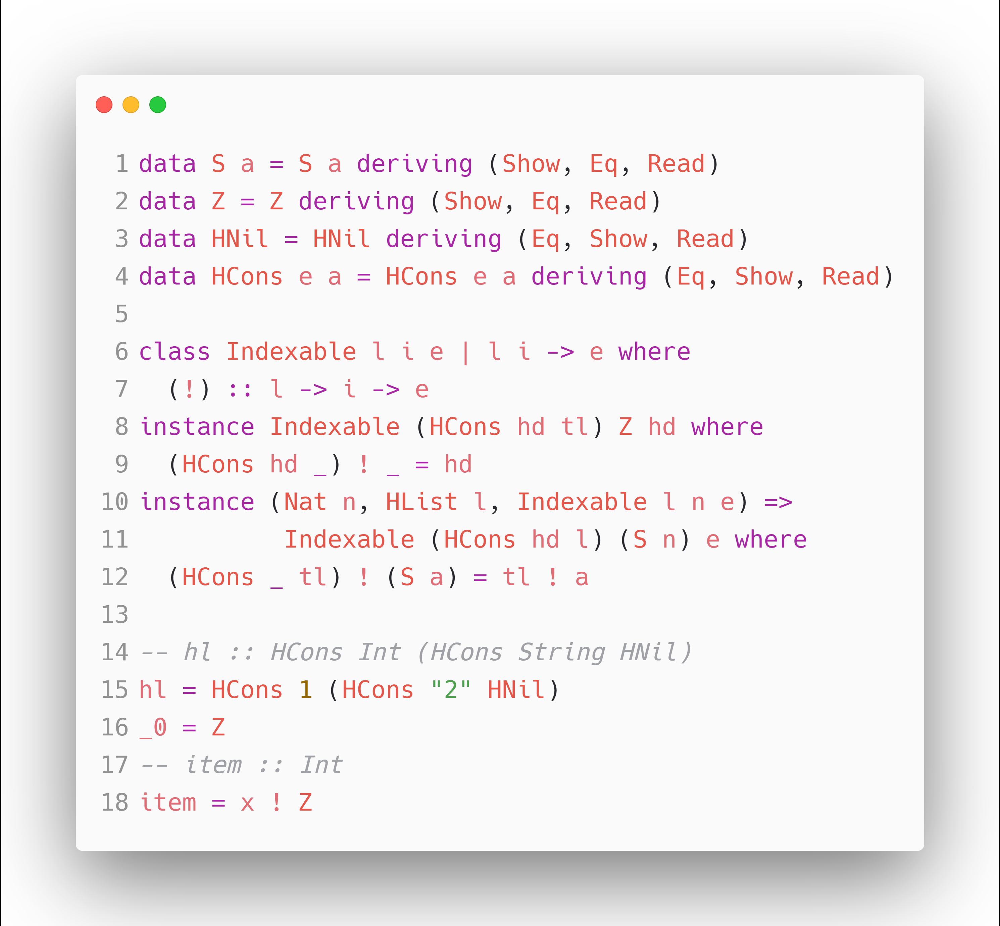 1 data S a = S a deriving (Show, Eq, Read)
2 data Z = Z deriving (Show, Eq, Read)
3 data HNil = HNil deriving (Eq, Show, Read)
4 data HCons e a = HCons e a deriving (Eq, Show, Read)
5
6 class Indexable l i e | l i -> e where
7   (!) :: l -> i -> e
8 instance Indexable (HCons hd tl) Z hd where
9   (HCons hd _) ! _ = hd
10 instance (Nat n, HList l, Indexable l n e) =>
11           Indexable (HCons hd l) (S n) e where
12   (HCons _ tl) ! (S a) = tl ! a
13
14 -- hl :: HCons Int (HCons String HNil)
15 hl = HCons 1 (HCons "2" HNil)
16 _0 = Z
17 -- item :: Int
18 item = x ! Z